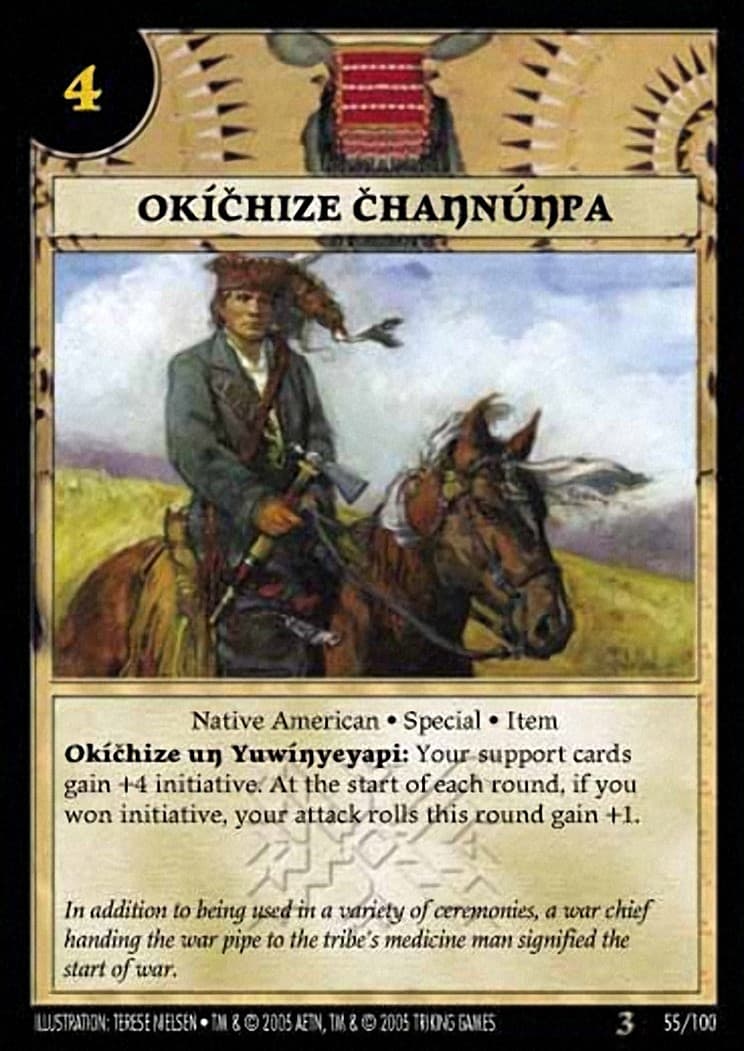 4
OKÍČHIZE ČHAŊNÚŊPA
Native American • Special • Item
Okíčhize uŋ Yuwíŋyeyapi: Your support cards
gain +4 initiative. At the start of each round, if you
won initiative, your attack rolls this round gain +1.
In addition to being used in a variety of ceremonies, a war chief
handing the war pipe to the tribe's medicine man signified the
start of war.
ILLUSTRATION: TERESE NIELSEN • TM & © 2005 AETN, TM & © 2005 TRIKING GAMES 3 55/100